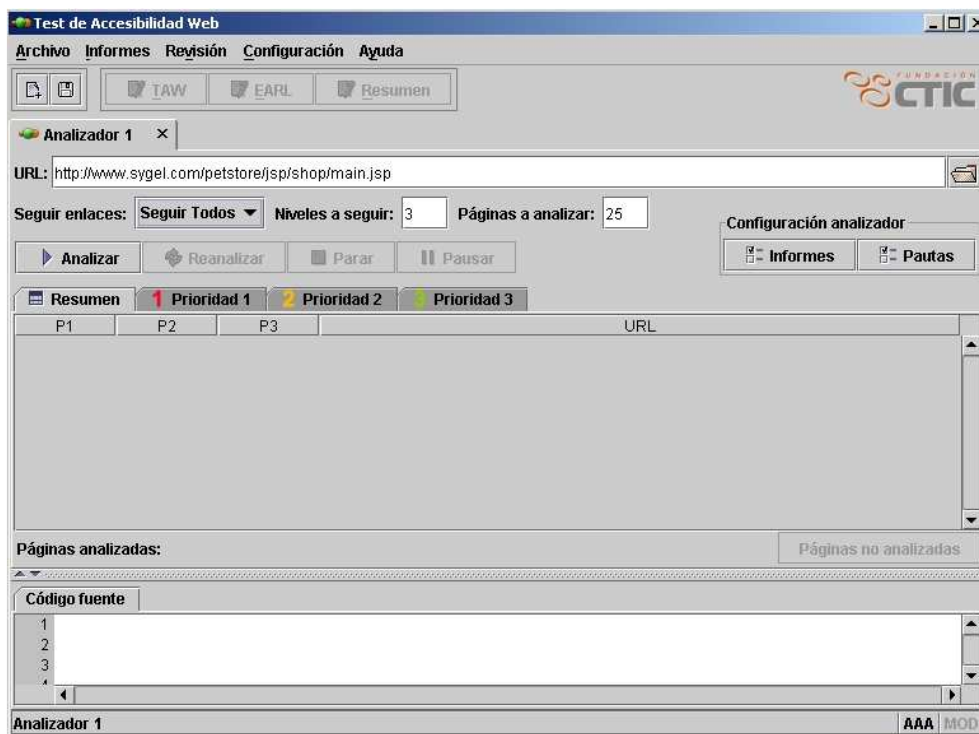 Test de Accesibilidad Web
Archivo Informes Revisión Configuración Ayuda
TAW EARL Resumen
FUNDACIÓN
CTIC
Analizador 1
URL: http://www.sygel.com/petstore/jsp/shop/main.jsp
Seguir enlaces: Seguir Todos Niveles a seguir: 3 Páginas a analizar: 25
Configuración analizador
Analizar Reanalizar Parar Pausar Informes Pautas
Resumen 1 Prioridad 1 2 Prioridad 2 3 Prioridad 3
P1 P2 P3 URL
Páginas analizadas: Páginas no analizadas
Código fuente
1
2
3
4
Analizador 1 AAA MOD